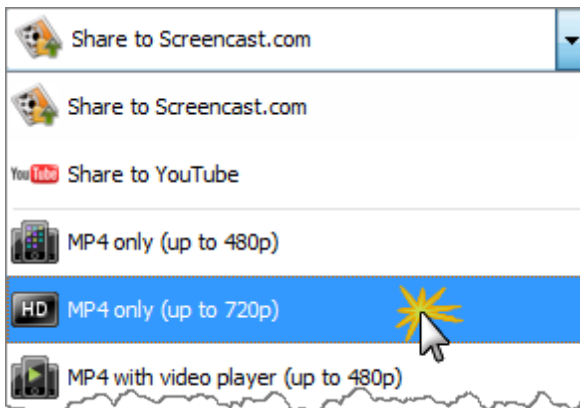 Share to Screencast.com
Share to Screencast.com
You Tube Share to YouTube
MP4 only (up to 480p)
HD MP4 only (up to 720p)
MP4 with video player (up to 480p)